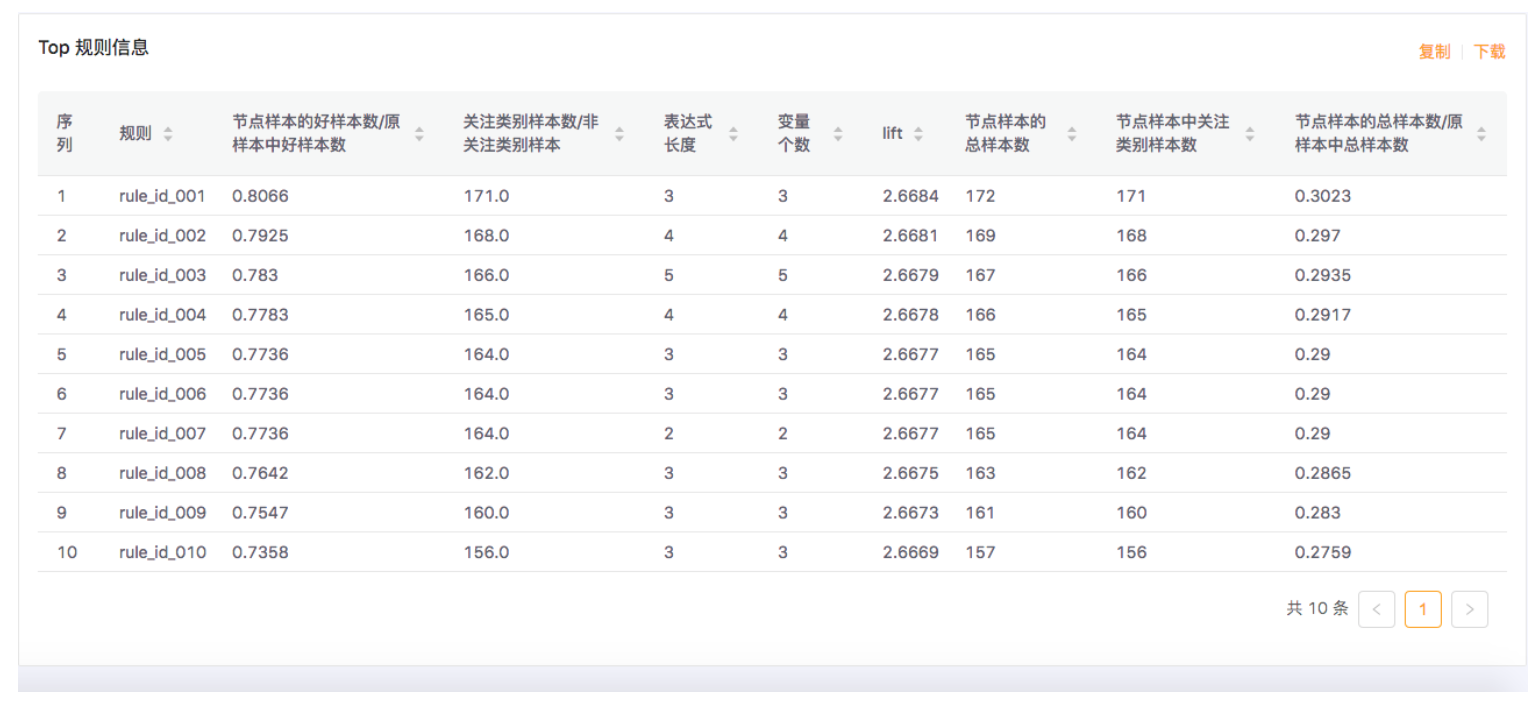 Top 规则信息
复制 下载
序列 规则 节点样本的好样本数/原样本中好样本数 关注类别样本数/非关注类别样本 表达式长度 变量个数 lift 节点样本的总样本数 节点样本中关注类别样本数 节点样本的总样本数/原样本中总样本数
1 rule_id_001 0.8066 171.0 3 3 2.6684 172 171 0.3023
2 rule_id_002 0.7925 168.0 4 4 2.6681 169 168 0.297
3 rule_id_003 0.783 166.0 5 5 2.6679 167 166 0.2935
4 rule_id_004 0.7783 165.0 4 4 2.6678 166 165 0.2917
5 rule_id_005 0.7736 164.0 3 3 2.6677 165 164 0.29
6 rule_id_006 0.7736 164.0 3 3 2.6677 165 164 0.29
7 rule_id_007 0.7736 164.0 2 2 2.6677 165 164 0.29
8 rule_id_008 0.7642 162.0 3 3 2.6675 163 162 0.2865
9 rule_id_009 0.7547 160.0 3 3 2.6673 161 160 0.283
10 rule_id_010 0.7358 156.0 3 3 2.6669 157 156 0.2759
共 10 条 < 1 >